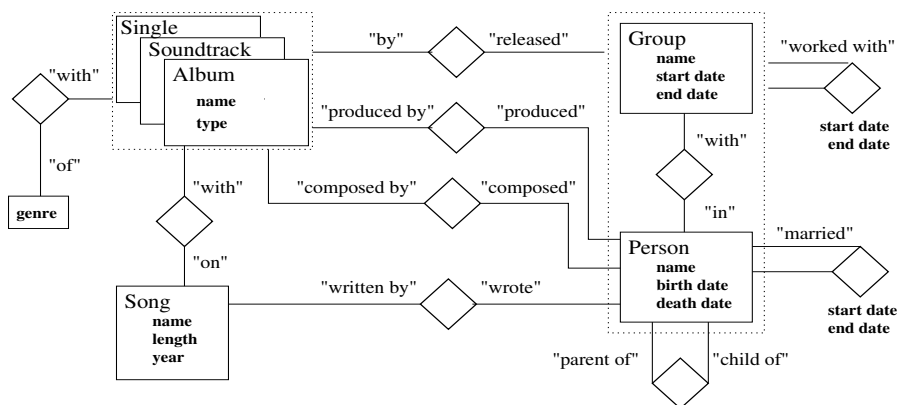 Single
Soundtrack
Album
name
type
"by"
"released"
Group
name
start date
end date
"worked with"
start date
end date
"with"
"of"
genre
"produced by"
"produced"
"with"
"in"
"composed by"
"composed"
"with"
"on"
Song
name
length
year
"written by"
"wrote"
Person
name
birth date
death date
"married"
start date
end date
"parent of"
"child of"